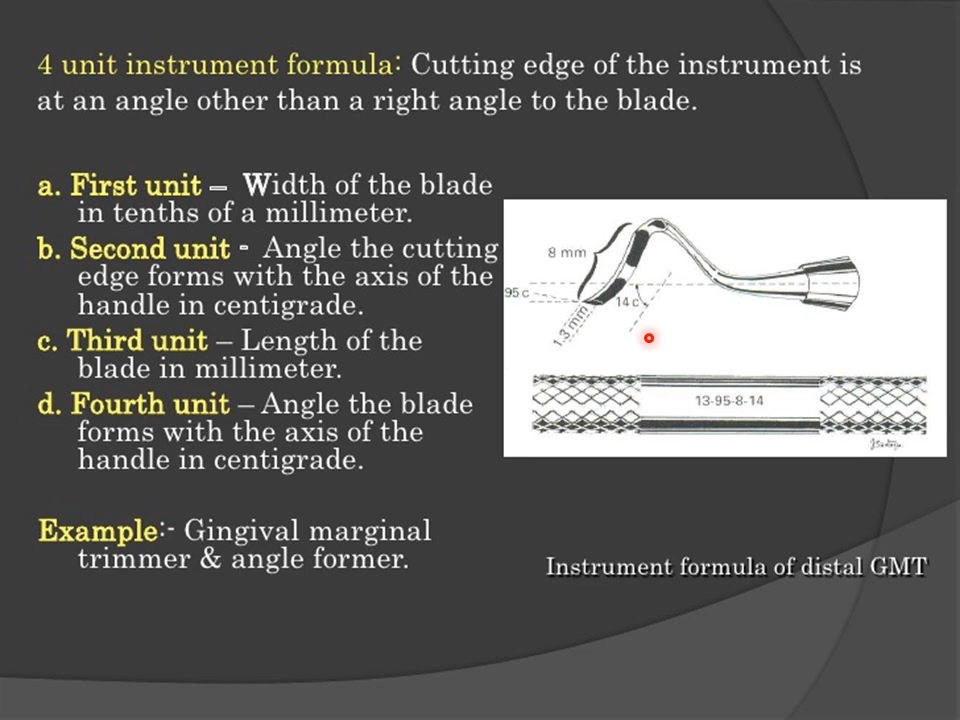 4 unit instrument formula: Cutting edge of the instrument is
at an angle other than a right angle to the blade.
a. First unit – Width of the blade
in tenths of a millimeter.
b. Second unit - Angle the cutting
edge forms with the axis of the
handle in centigrade.
c. Third unit – Length of the
blade in millimeter.
d. Fourth unit – Angle the blade
forms with the axis of the
handle in centigrade.
Example:- Gingival marginal
trimmer & angle former.
8 mm
95 c
14 c
1.3 mm
13-95-8-14
Instrument formula of distal GMT